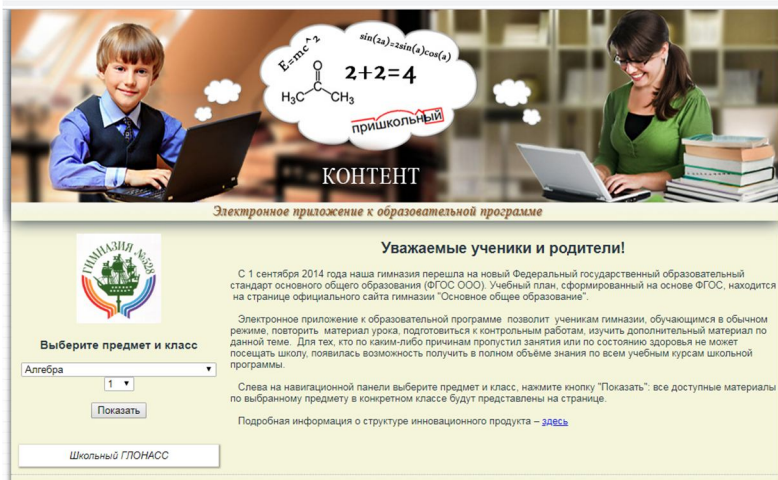 E=mc^2
sin(2a)=2sin(a)cos(a)
2+2=4
O
H₃C CH₃
пришкольный
КОНТЕНТ
Электронное приложение к образовательной программе
ГИМНАЗИЯ №528
Выберите предмет и класс
Алгебра
1
Показать
Школьный ГЛОНАСС
Уважаемые ученики и родители!
С 1 сентября 2014 года наша гимназия перешла на новый Федеральный государственный образовательный
стандарт основного общего образования (ФГОС ООО). Учебный план, сформированный на основе ФГОС, находится
на странице официального сайта гимназии "Основное общее образование".
Электронное приложение к образовательной программе позволит ученикам гимназии, обучающимся в обычном
режиме, повторить материал урока, подготовиться к контрольным работам, изучить дополнительный материал по
данной теме. Для тех, кто по каким-либо причинам пропустил занятия или по состоянию здоровья не может
посещать школу, появилась возможность получить в полном объёме знания по всем учебным курсам школьной
программы.
Слева на навигационной панели выберите предмет и класс, нажмите кнопку "Показать": все доступные материалы
по выбранному предмету в конкретном классе будут представлены на странице.
Подробная информация о структуре инновационного продукта – здесь